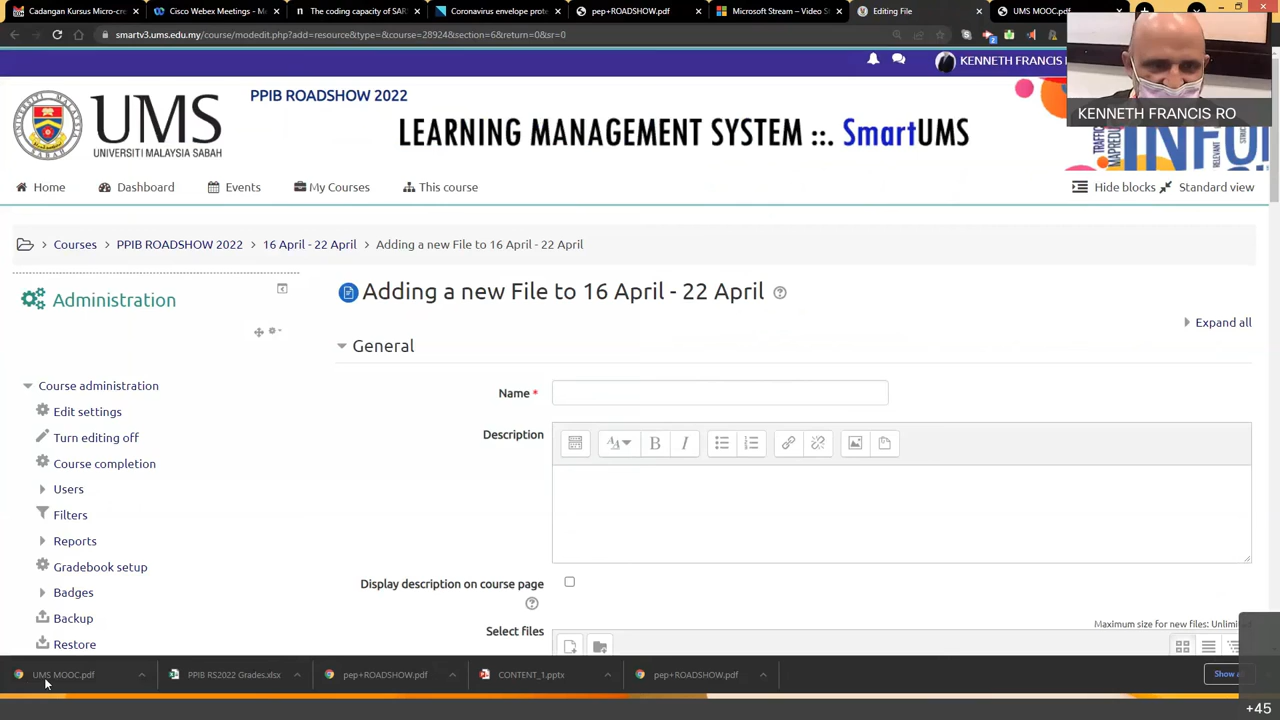 Cadangan Kursus Micro-cre
Cisco Webex Meetings - Me
The coding capacity of SAR
Coronavirus envelope prote
pep+ROADSHOW.pdf
Microsoft Stream – Video S
Editing File
UMS MOOC.pdf
smartv3.ums.edu.my/course/modedit.php?add=resource&type=&course=28924&section=6&return=0&sr=0
KENNETH FRANCIS
UMS
UNIVERSITI MALAYSIA SABAH
PPIB ROADSHOW 2022
LEARNING MANAGEMENT SYSTEM ::. SmartUMS
KENNETH FRANCIS RO
INFO!
Home
Dashboard
Events
My Courses
This course
Hide blocks
Standard view
Courses > PPIB ROADSHOW 2022 > 16 April - 22 April > Adding a new File to 16 April - 22 April
Administration
Course administration
Edit settings
Turn editing off
Course completion
Users
Filters
Reports
Gradebook setup
Badges
Backup
Restore
Adding a new File to 16 April - 22 April
Expand all
General
Name *
Description
Display description on course page
Select files
Maximum size for new files: Unlimit
UMS MOOC.pdf
PPIB RS2022 Grades.xlsx
pep+ROADSHOW.pdf
CONTENT_1.pptx
pep+ROADSHOW.pdf
Show
+45